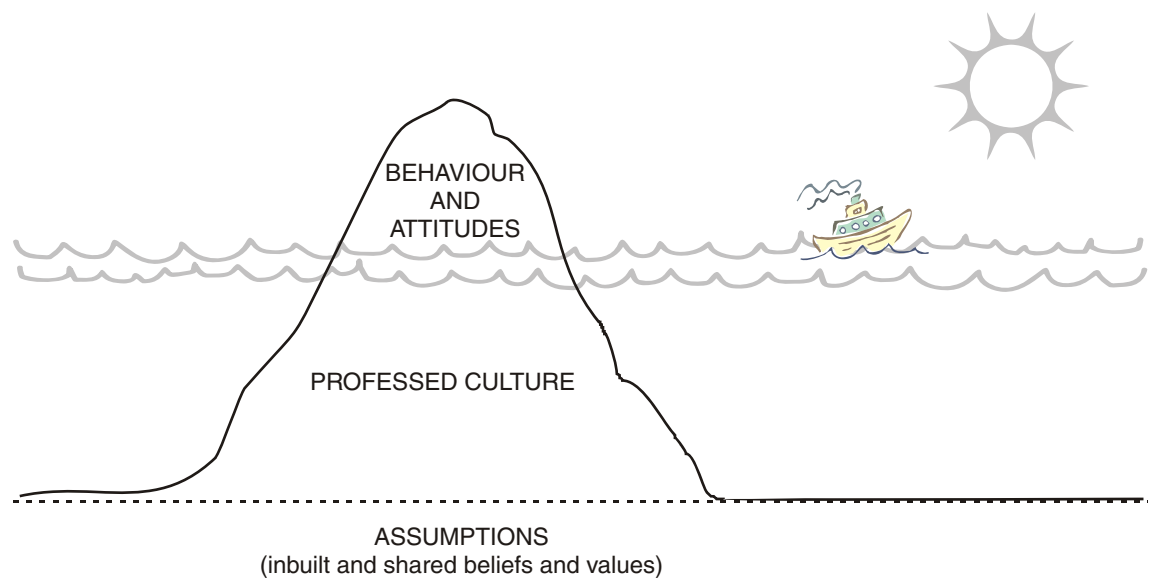 BEHAVIOUR
AND
ATTITUDES
PROFESSED CULTURE
ASSUMPTIONS
(inbuilt and shared beliefs and values)